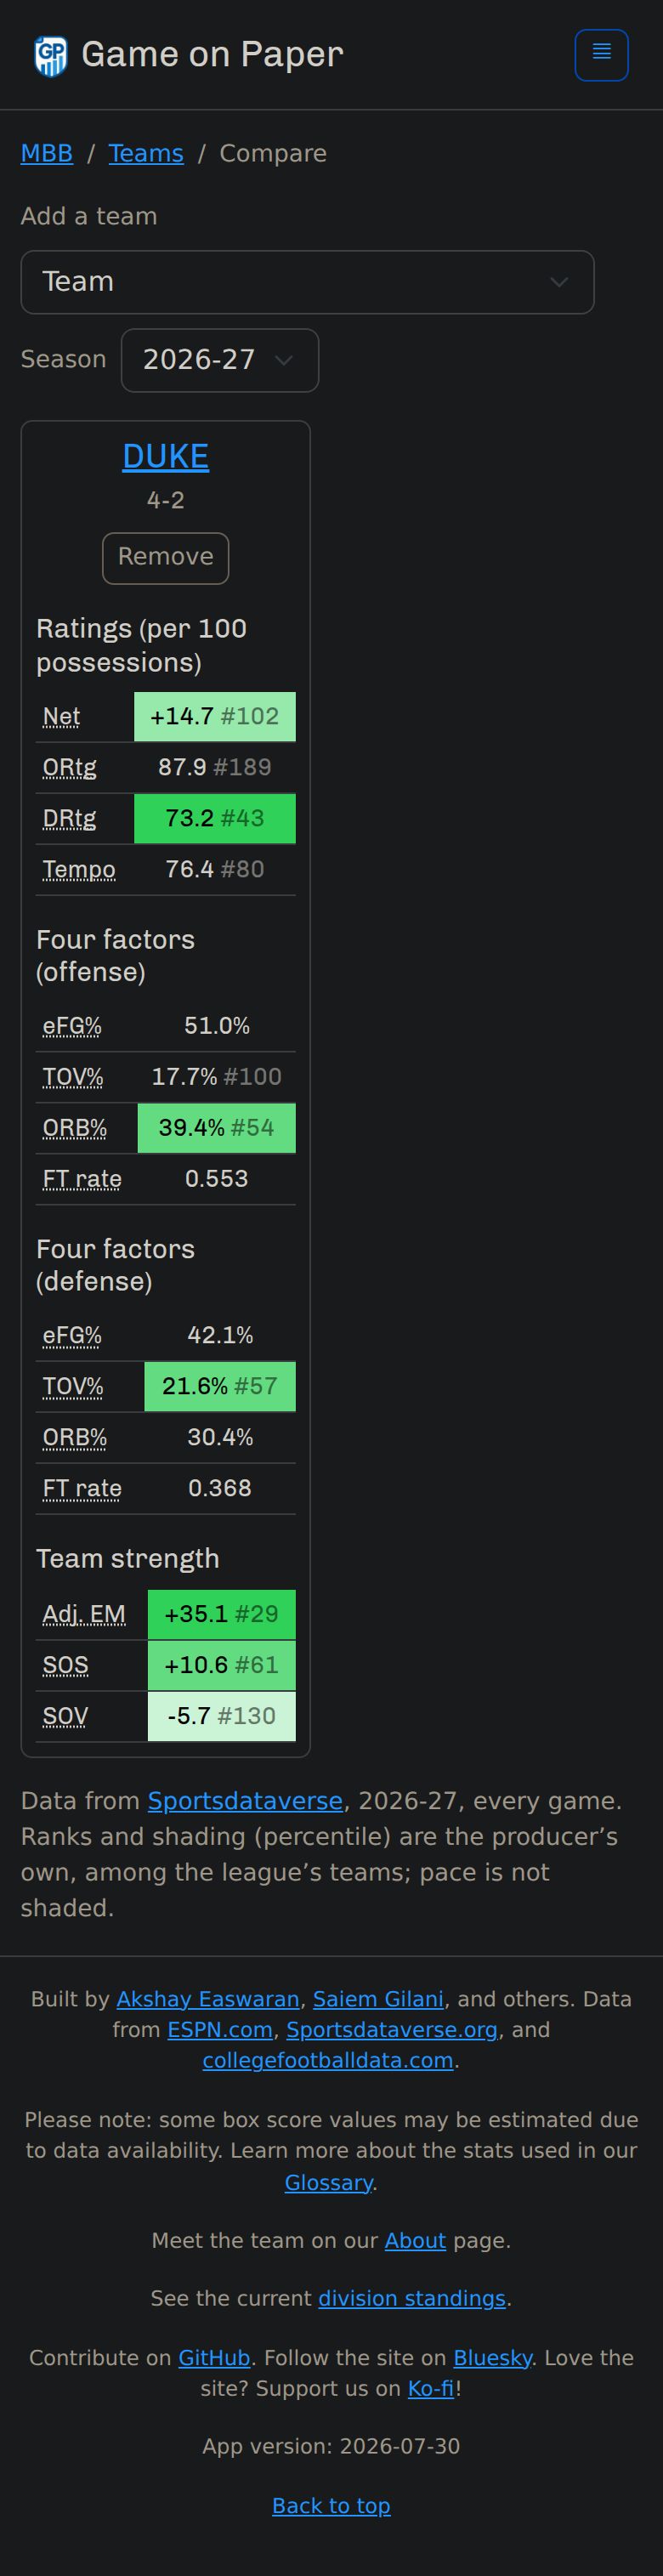 GP Game on Paper
MBB / Teams / Compare
Add a team
Team
Season 2026-27
DUKE
4-2
Remove
Ratings (per 100
possessions)
Net +14.7 #102
ORtg 87.9 #189
DRtg 73.2 #43
Tempo 76.4 #80
Four factors
(offense)
eFG% 51.0%
TOV% 17.7% #100
ORB% 39.4% #54
FT rate 0.553
Four factors
(defense)
eFG% 42.1%
TOV% 21.6% #57
ORB% 30.4%
FT rate 0.368
Team strength
Adj. EM +35.1 #29
SOS +10.6 #61
SOV -5.7 #130
Data from Sportsdataverse, 2026-27, every game.
Ranks and shading (percentile) are the producer’s
own, among the league’s teams; pace is not
shaded.
Built by Akshay Easwaran, Saiem Gilani, and others. Data
from ESPN.com, Sportsdataverse.org, and
collegefootballdata.com.
Please note: some box score values may be estimated due
to data availability. Learn more about the stats used in our
Glossary.
Meet the team on our About page.
See the current division standings.
Contribute on GitHub. Follow the site on Bluesky. Love the
site? Support us on Ko-fi!
App version: 2026-07-30
Back to top